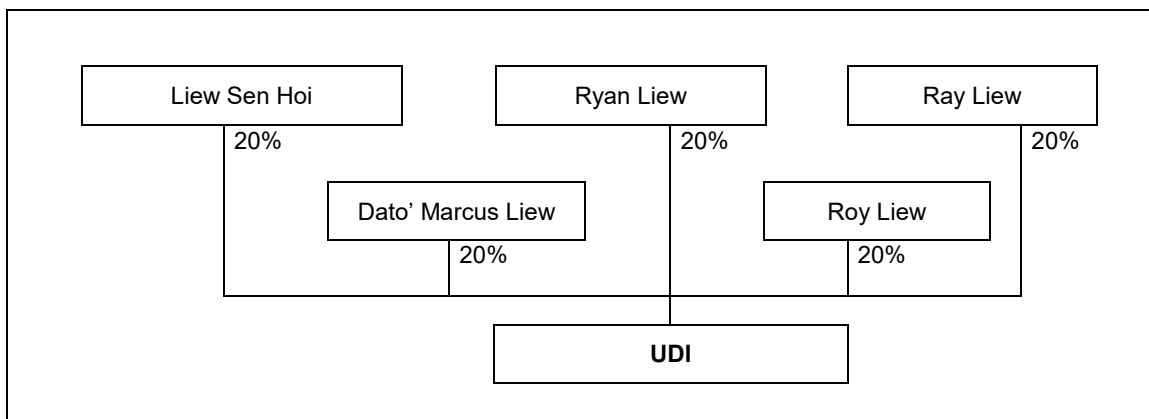 Liew Sen Hoi
Ryan Liew
Ray Liew
20%
20%
20%
Dato’ Marcus Liew
Roy Liew
20%
20%
UDI